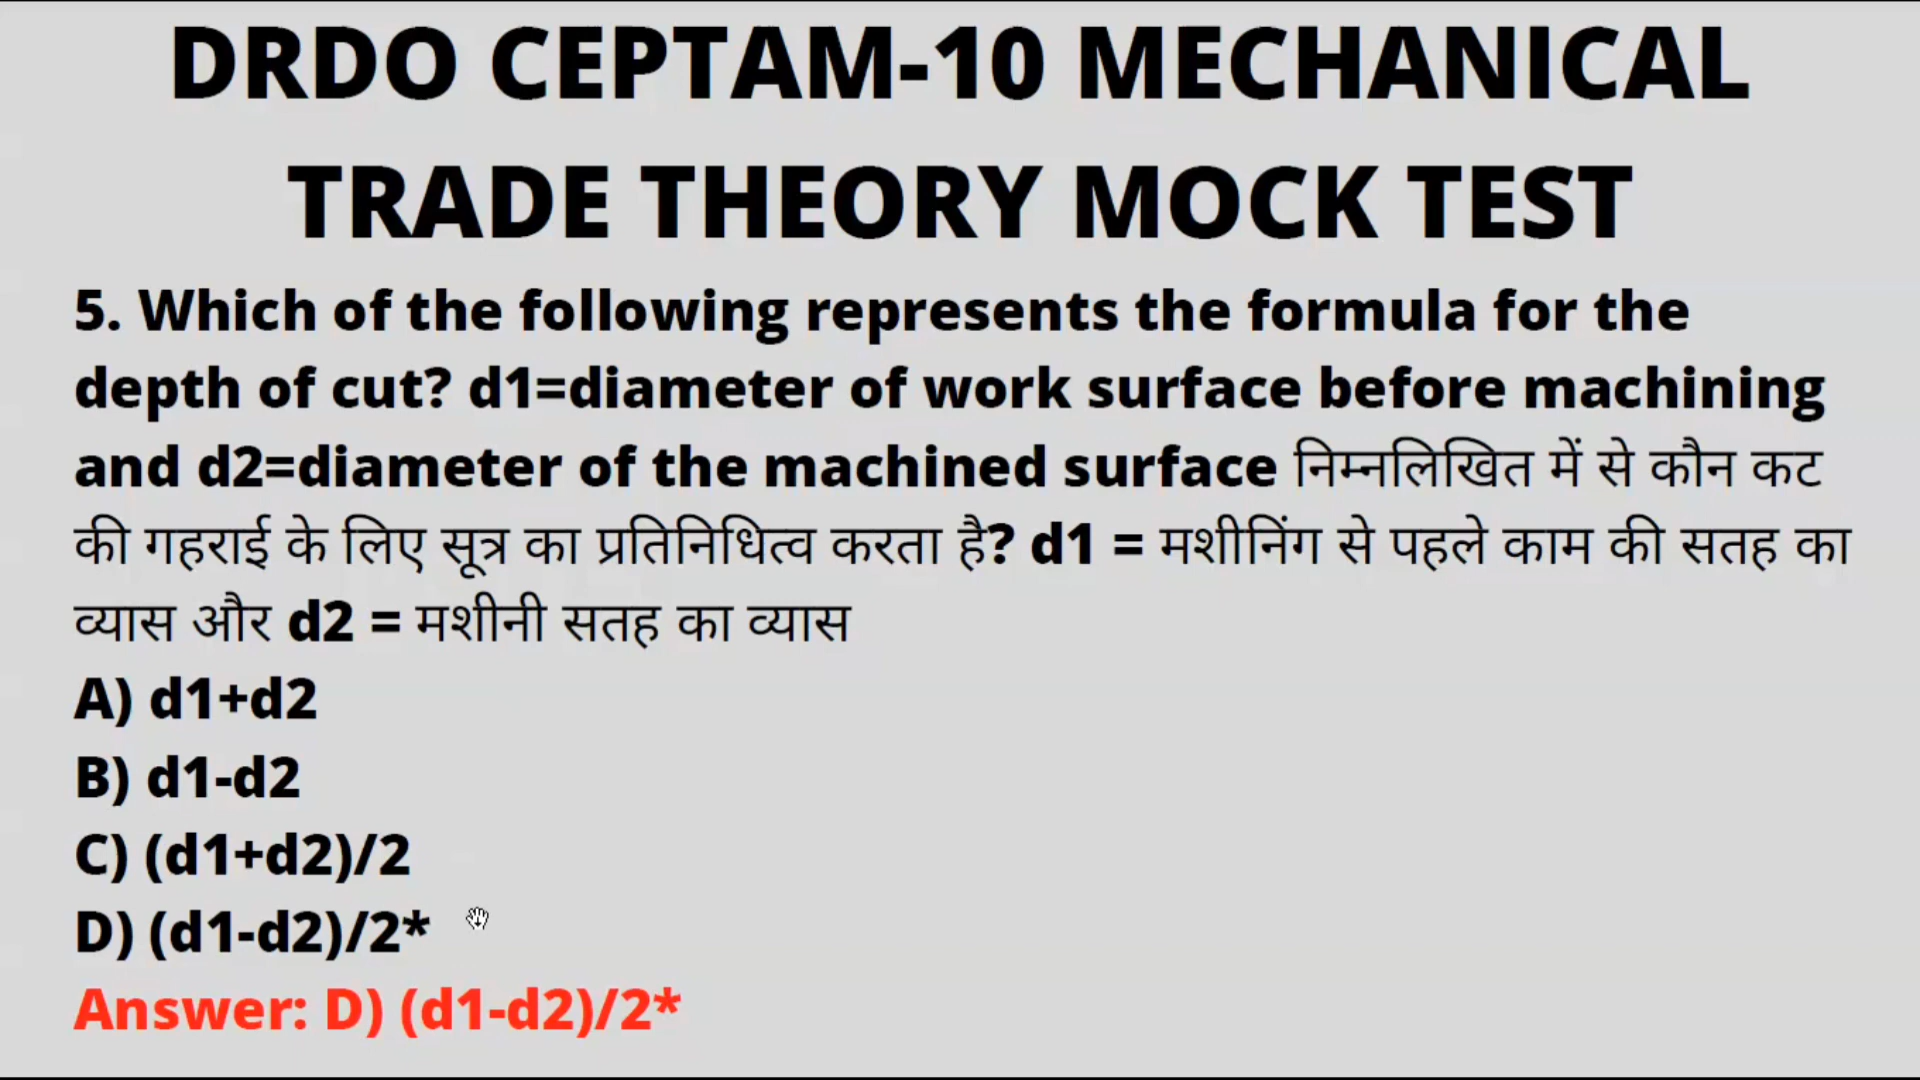 DRDO CEPTAM-10 MECHANICAL
TRADE THEORY MOCK TEST
5. Which of the following represents the formula for the
depth of cut? d1=diameter of work surface before machining
and d2=diameter of the machined surface निम्नलिखित में से कौन कट
की गहराई के लिए सूत्र का प्रतिनिधित्व करता है? d1 = मशीनिंग से पहले काम की सतह का
व्यास और d2 = मशीनी सतह का व्यास
A) d1+d2
B) d1-d2
C) (d1+d2)/2
D) (d1-d2)/2*
Answer: D) (d1-d2)/2*